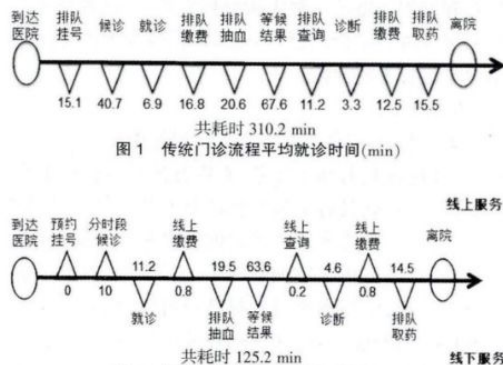 到达 排队 候诊 就诊 排队 排队 等候 排队 诊断 排队 排队 离院
医院 挂号 缴费 抽血 结果 查询 缴费 取药
15.1 40.7 6.9 16.8 20.6 67.6 11.2 3.3 12.5 15.5
共耗时 310.2 min
图 1 传统门诊流程平均就诊时间(min)
线上服务
到达 预约 分时段 线上 线上 线上 离院
医院 挂号 候诊 缴费 查询 缴费
11.2 19.5 63.6 4.6 14.5
0 10 0.8 0.2 0.8
就诊 排队 等候 诊断 排队
抽血 结果 取药
共耗时 125.2 min
线下服务